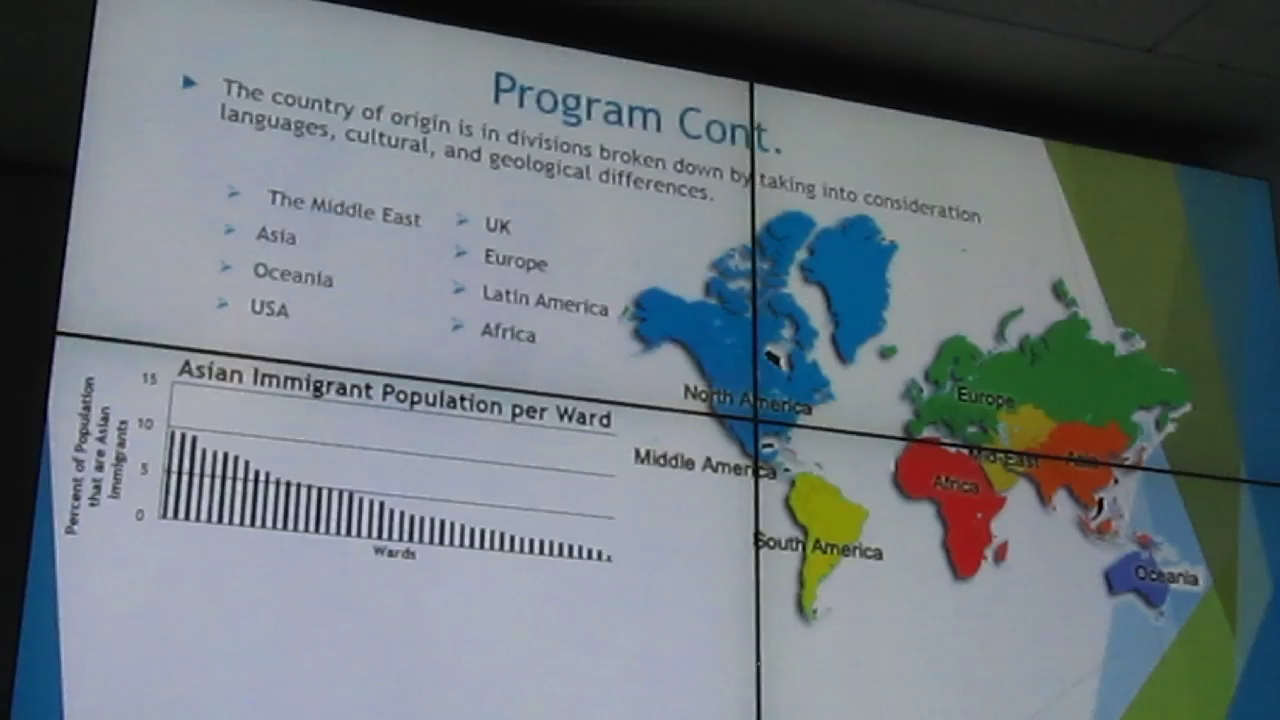 Program Cont.
The country of origin is in divisions broken down by taking into consideration
languages, cultural, and geological differences.
The Middle East
Asia
Oceania
USA
UK
Europe
Latin America
Africa
Asian Immigrant Population per Ward
Percent of Population
that are Asian
Immigrants
15
10
5
0
Wards
North America
Middle America
South America
Europe
Mid-East
Asia
Africa
Oceania